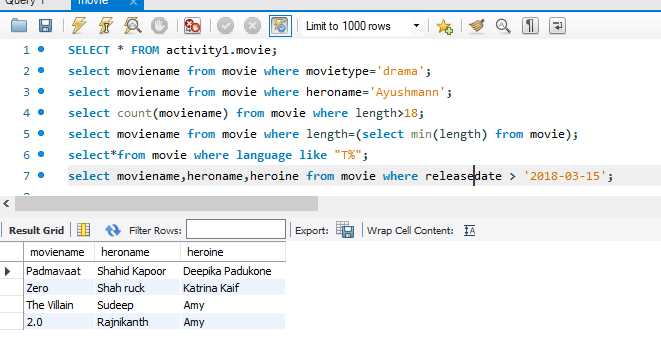 Query 1
movie
Limit to 1000 rows
1 SELECT * FROM activity1.movie;
2 select moviename from movie where movietype='drama';
3 select moviename from movie where heroname='Ayushmann';
4 select count(moviename) from movie where length>18;
5 select moviename from movie where length=(select min(length) from movie);
6 select*from movie where language like "T%";
7 select moviename,heroname,heroine from movie where releasedate > '2018-03-15';
Result Grid Filter Rows: Export: Wrap Cell Content: IA
moviename heroname heroine
Padmavaat Shahid Kapoor Deepika Padukone
Zero Shah ruck Katrina Kaif
The Villain Sudeep Amy
2.0 Rajnikanth Amy